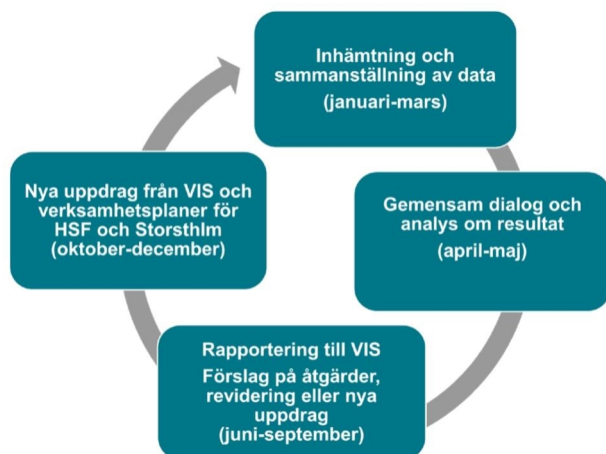 Inhämtning och
sammanställning av data
(januari-mars)
Gemensam dialog och
analys om resultat
(april-maj)
Rapportering till VIS
Förslag på åtgärder,
revidering eller nya
uppdrag
(juni-september)
Nya uppdrag från VIS och
verksamhetsplaner för
HSF och Storsthlm
(oktober-december)